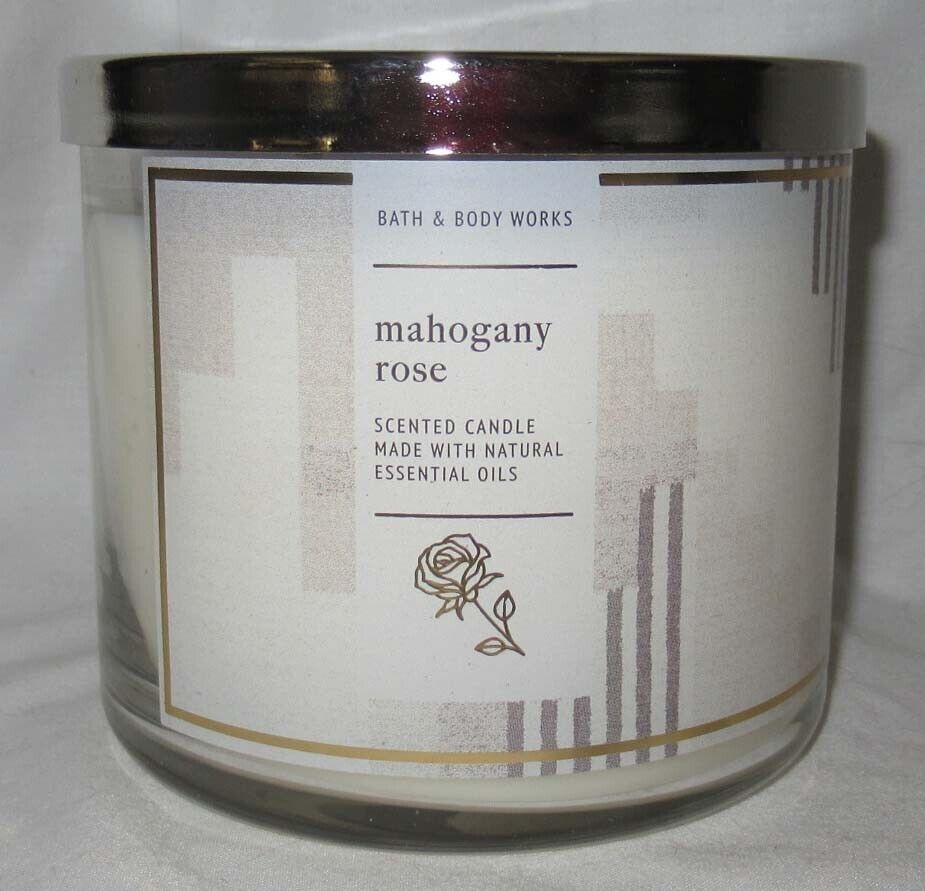 BATH & BODY WORKS
mahogany
rose
SCENTED CANDLE
MADE WITH NATURAL
ESSENTIAL OILS